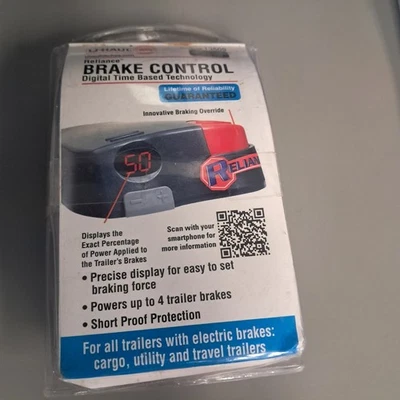 U-HAUL
Reliance
BRAKE CONTROL
Digital Time Based Technology
Lifetime of Reliability
GUARANTEED
Innovative Braking Override
50
RELIAN
Displays the
Exact Percentage
of Power Applied to
the Trailer's Brakes
Scan with your
smartphone for
more information
• Precise display for easy to set
braking force
• Powers up to 4 trailer brakes
• Short Proof Protection
For all trailers with electric brakes:
cargo, utility and travel trailers